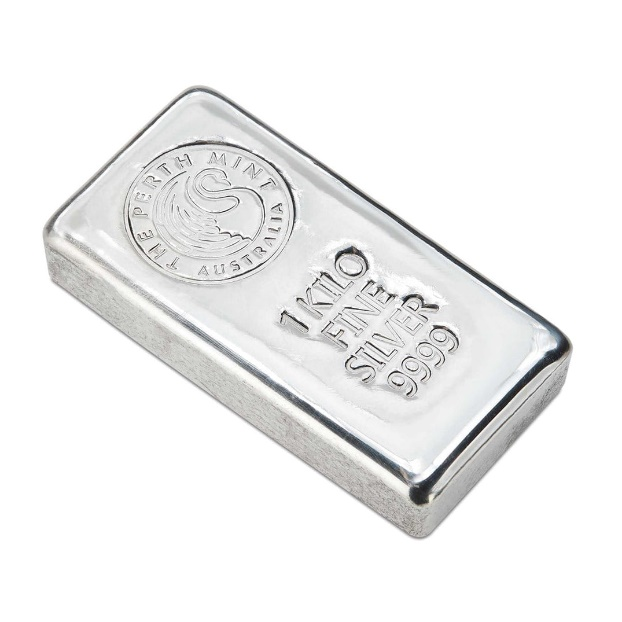 THE PERTH MINT
AUSTRALIA
1 KILO
FINE
SILVER
9999